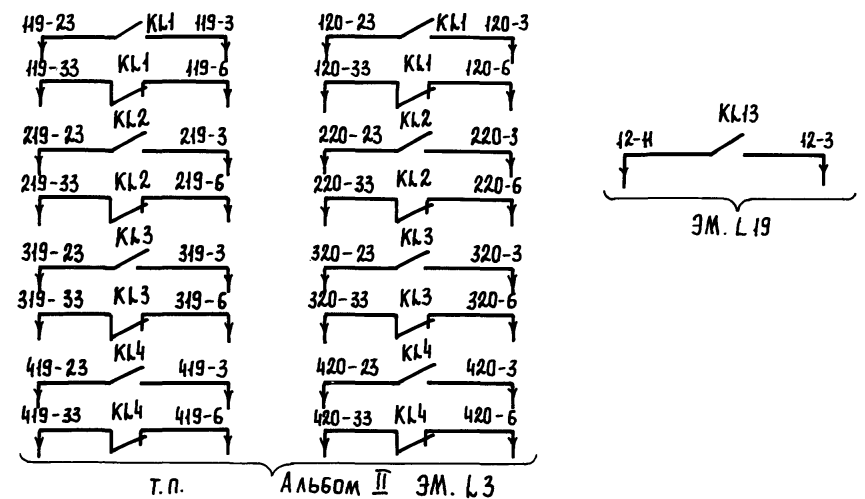 119-23 KL1 119-3 120-23 KL1 120-3
119-33 KL1 119-6 120-33 KL1 120-6
219-23 KL2 219-3 220-23 KL2 220-3
219-33 KL2 219-6 220-33 KL2 220-6
319-23 KL3 319-3 320-23 KL3 320-3
319-33 KL3 319-6 320-33 KL3 320-6
419-23 KL4 419-3 420-23 KL4 420-3
419-33 KL4 419-6 420-33 KL4 420-6
т.п. Альбом II ЭМ. L3
KL13
12-Н 12-3
ЭМ. L19